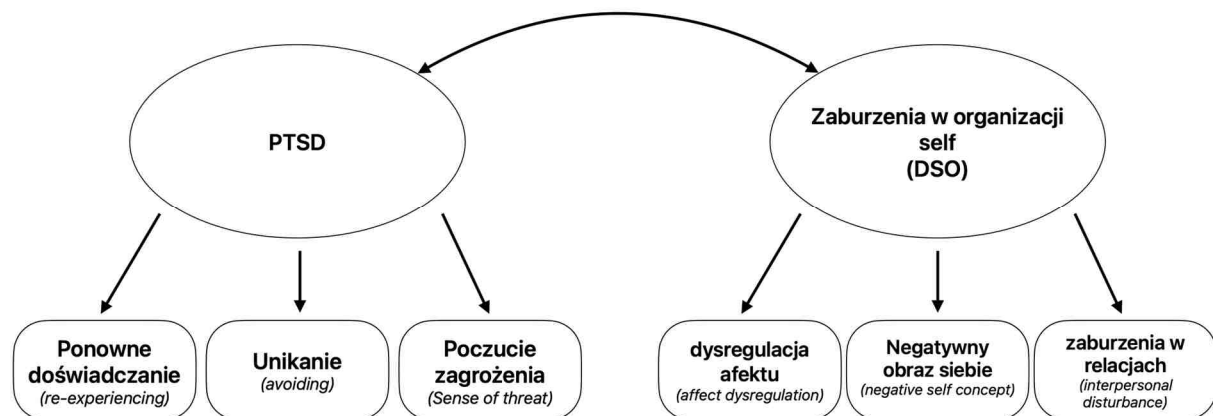 PTSD
Zaburzenia w organizacji
self
(DSO)
Ponowne
doświadczanie
(re-experiencing)
Unikanie
(avoiding)
Poczucie
zagrożenia
(Sense of threat)
dysregulacja
afektu
(affect dysregulation)
Negatywny
obraz siebie
(negative self concept)
zaburzenia w
relacjach
(interpersonal
disturbance)